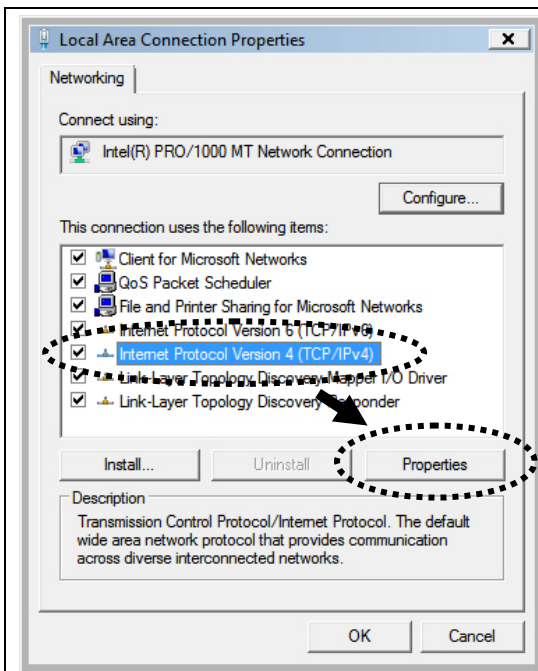 Local Area Connection Properties
Networking
Connect using:
Intel(R) PRO/1000 MT Network Connection
Configure...
This connection uses the following items:
Client for Microsoft Networks
QoS Packet Scheduler
File and Printer Sharing for Microsoft Networks
Internet Protocol Version 6 (TCP/IPv6)
Internet Protocol Version 4 (TCP/IPv4)
Link-Layer Topology Discovery Mapper I/O Driver
Link-Layer Topology Discovery Responder
Install...
Uninstall
Properties
Description
Transmission Control Protocol/Internet Protocol. The default
wide area network protocol that provides communication
across diverse interconnected networks.
OK
Cancel